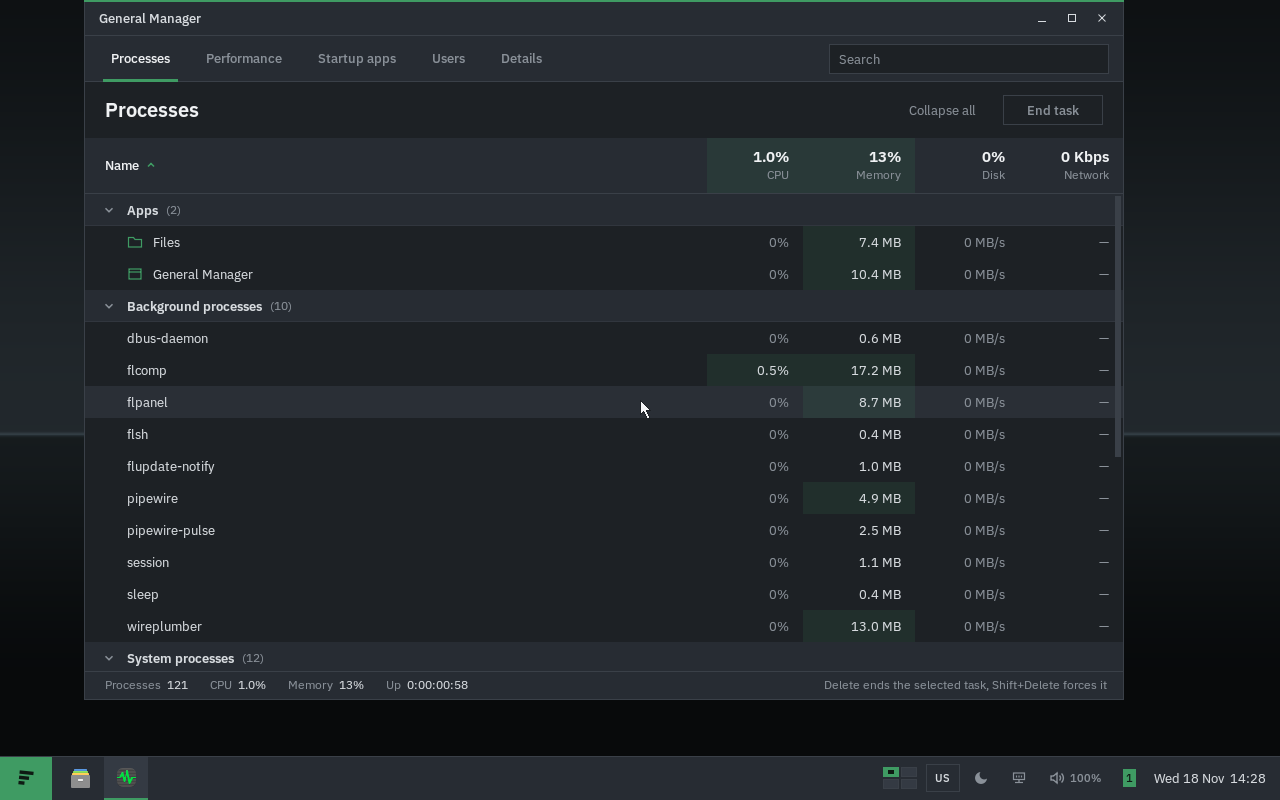 General Manager
Processes Performance Startup apps Users Details Search
Processes Collapse all End task
Name 1.0% CPU 13% Memory 0% Disk 0 Kbps Network
Apps (2)
Files 0% 7.4 MB 0 MB/s —
General Manager 0% 10.4 MB 0 MB/s —
Background processes (10)
dbus-daemon 0% 0.6 MB 0 MB/s —
flcomp 0.5% 17.2 MB 0 MB/s —
flpanel 0% 8.7 MB 0 MB/s —
flsh 0% 0.4 MB 0 MB/s —
flupdate-notify 0% 1.0 MB 0 MB/s —
pipewire 0% 4.9 MB 0 MB/s —
pipewire-pulse 0% 2.5 MB 0 MB/s —
session 0% 1.1 MB 0 MB/s —
sleep 0% 0.4 MB 0 MB/s —
wireplumber 0% 13.0 MB 0 MB/s —
System processes (12)
Processes 121 CPU 1.0% Memory 13% Up 0:00:00:58 Delete ends the selected task, Shift+Delete forces it
US 100% 1 Wed 18 Nov 14:28